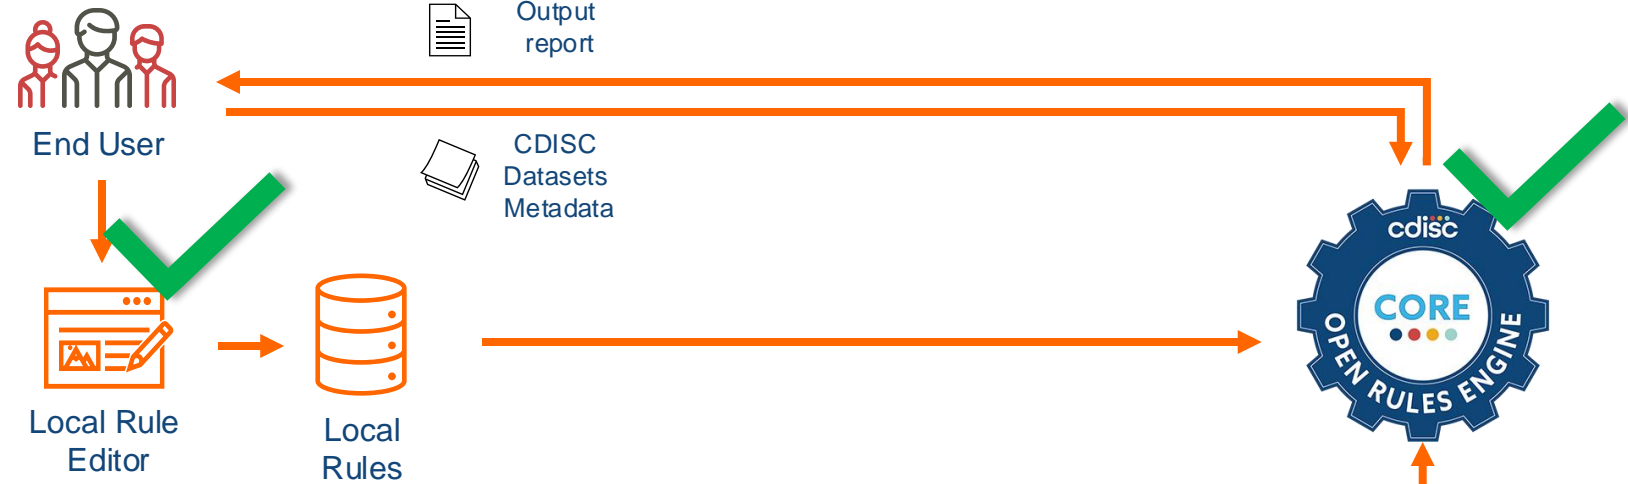 Output
report
End User
CDISC
Datasets
Metadata
cdisc
CORE
OPEN RULES ENGINE
Local Rule
Editor
Local
Rules